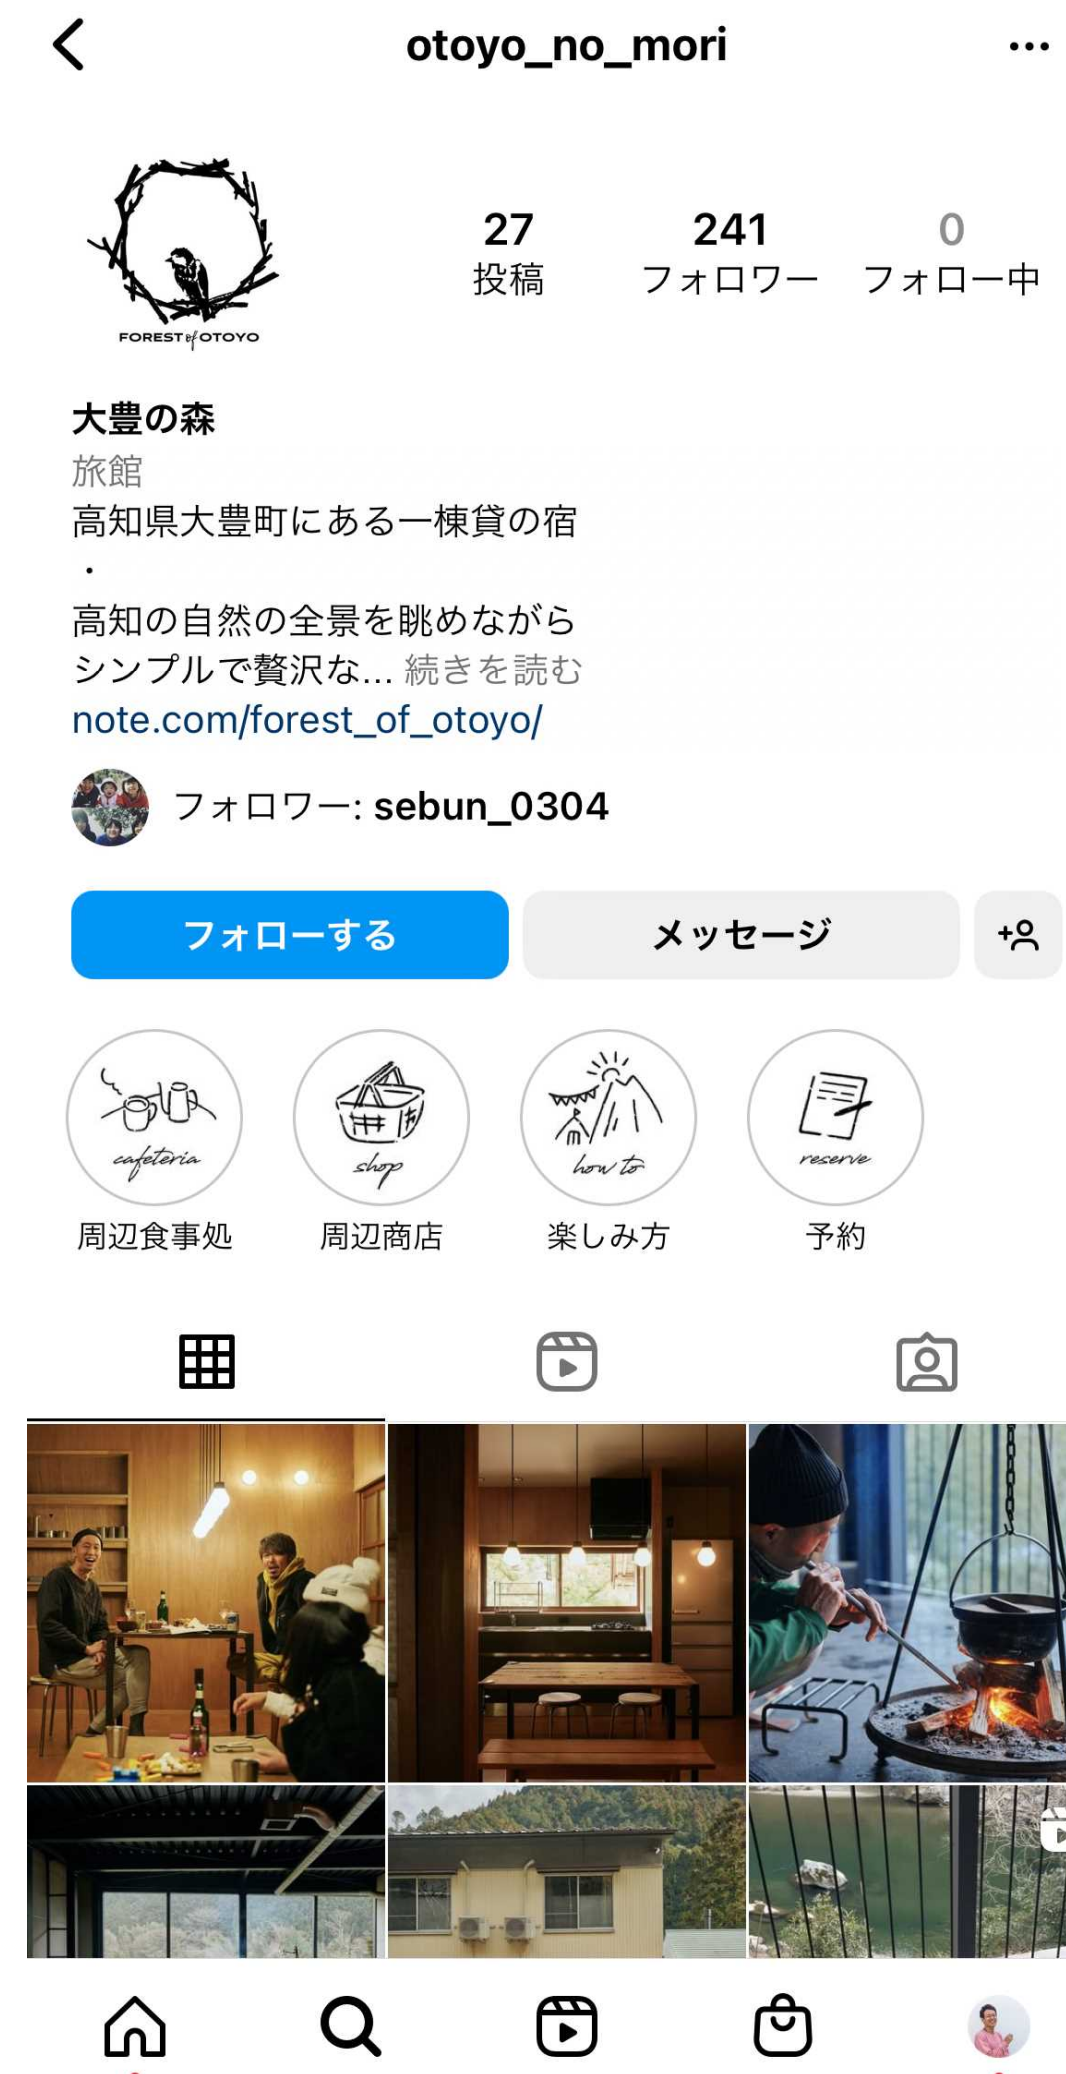 otoyo_no_mori
27
投稿
241
フォロワー
0
フォロー中
FOREST of OTOYO
大豊の森
旅館
高知県大豊町にある一棟貸の宿
・
高知の自然の全景を眺めながら
シンプルで贅沢な... 続きを読む
note.com/forest_of_otoyo/
フォロワー: sebun_0304
フォローする
メッセージ
cafeteria
shop
how to
reserve
周辺食事処
周辺商店
楽しみ方
予約